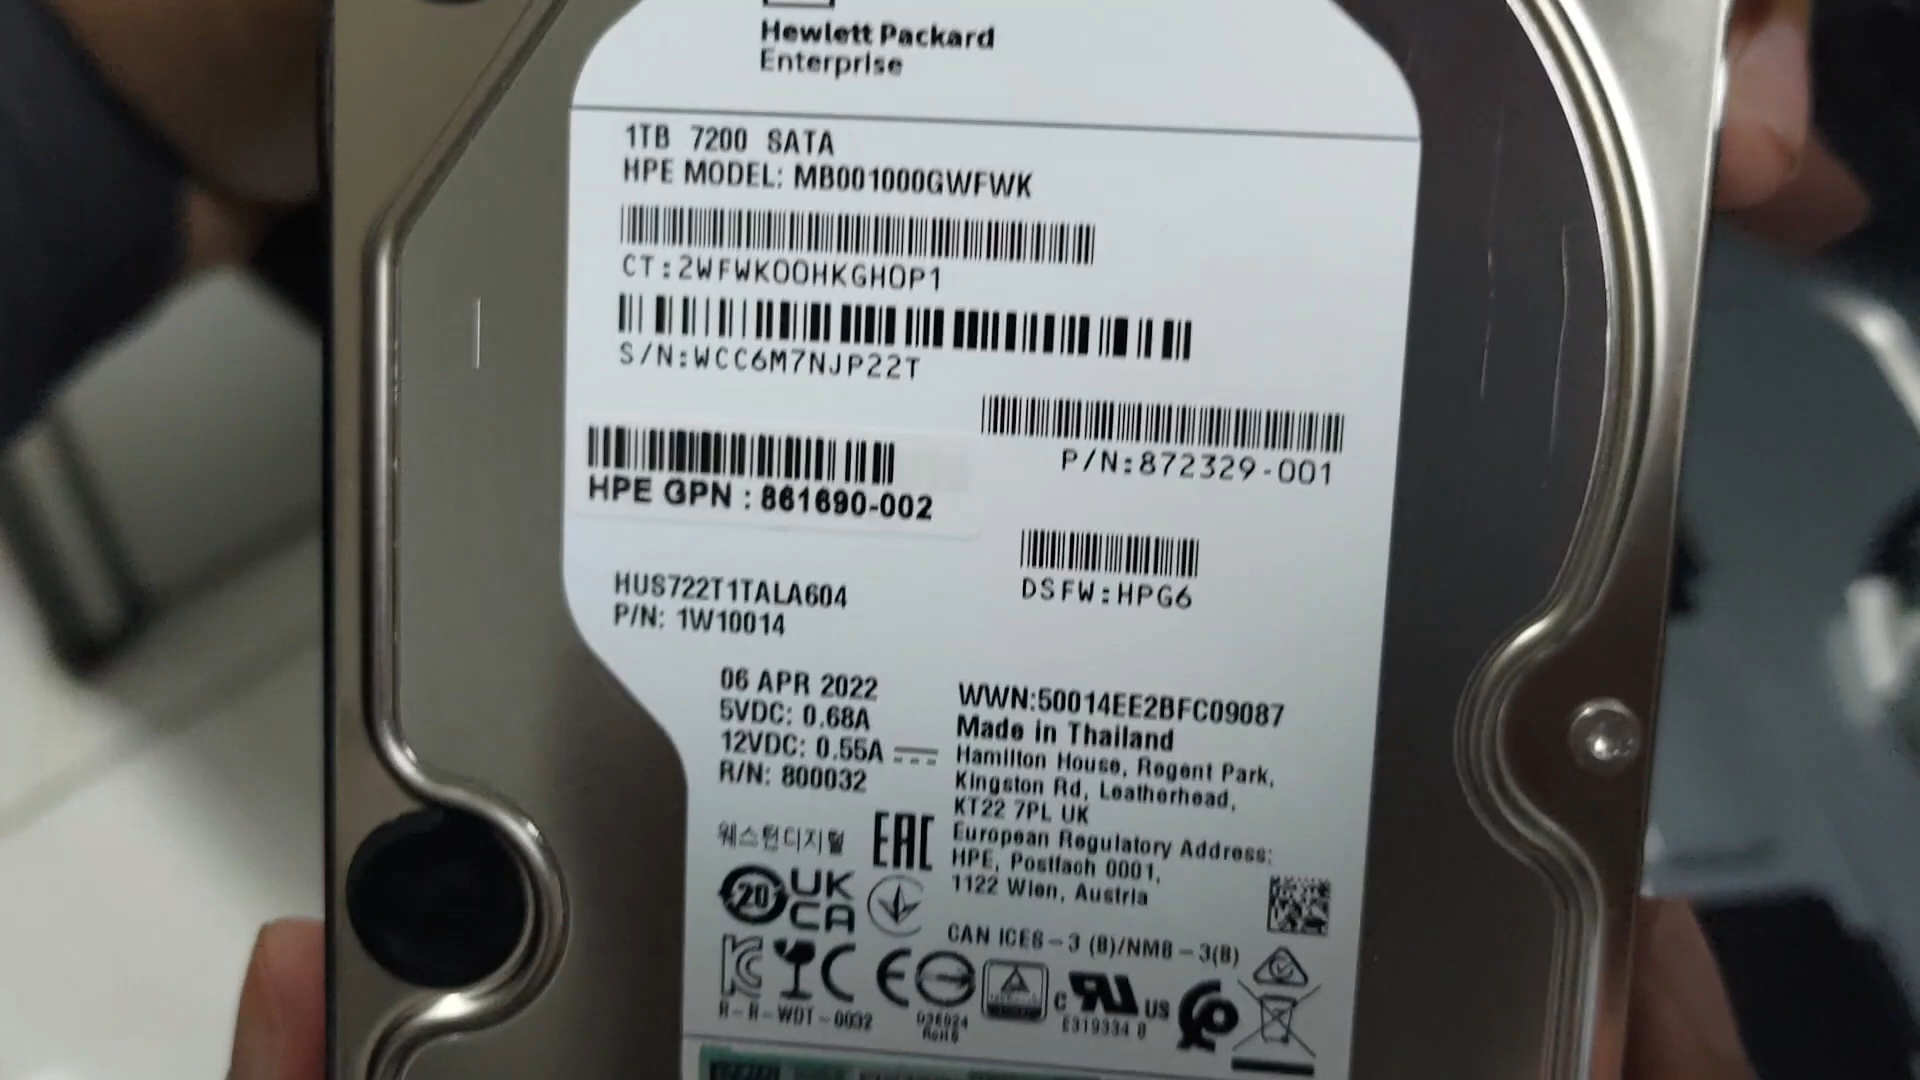 Hewlett Packard
Enterprise
1TB 7200 SATA
HPE MODEL: MB001000GWFWK
CT:2WFWK00HKGH0P1
S/N:WCC6M7NJP22T
P/N:872329-001
HPE GPN : 861690-002
DSFW:HPG6
HUS722T1TALA604
P/N: 1W10014
06 APR 2022
5VDC: 0.68A
12VDC: 0.55A
R/N: 800032
WWN:50014EE2BFC09087
Made in Thailand
Hamilton House, Regent Park,
Kingston Rd, Leatherhead,
KT22 7PL UK
European Regulatory Address:
HPE, Postfach 0001,
1122 Wien, Austria
웨스턴디지털
EAC
20
UK
CA
CAN ICES-3 (B)/NMB-3(B)
R-R-WDT-0032
RoHS
C
US
E319334 B